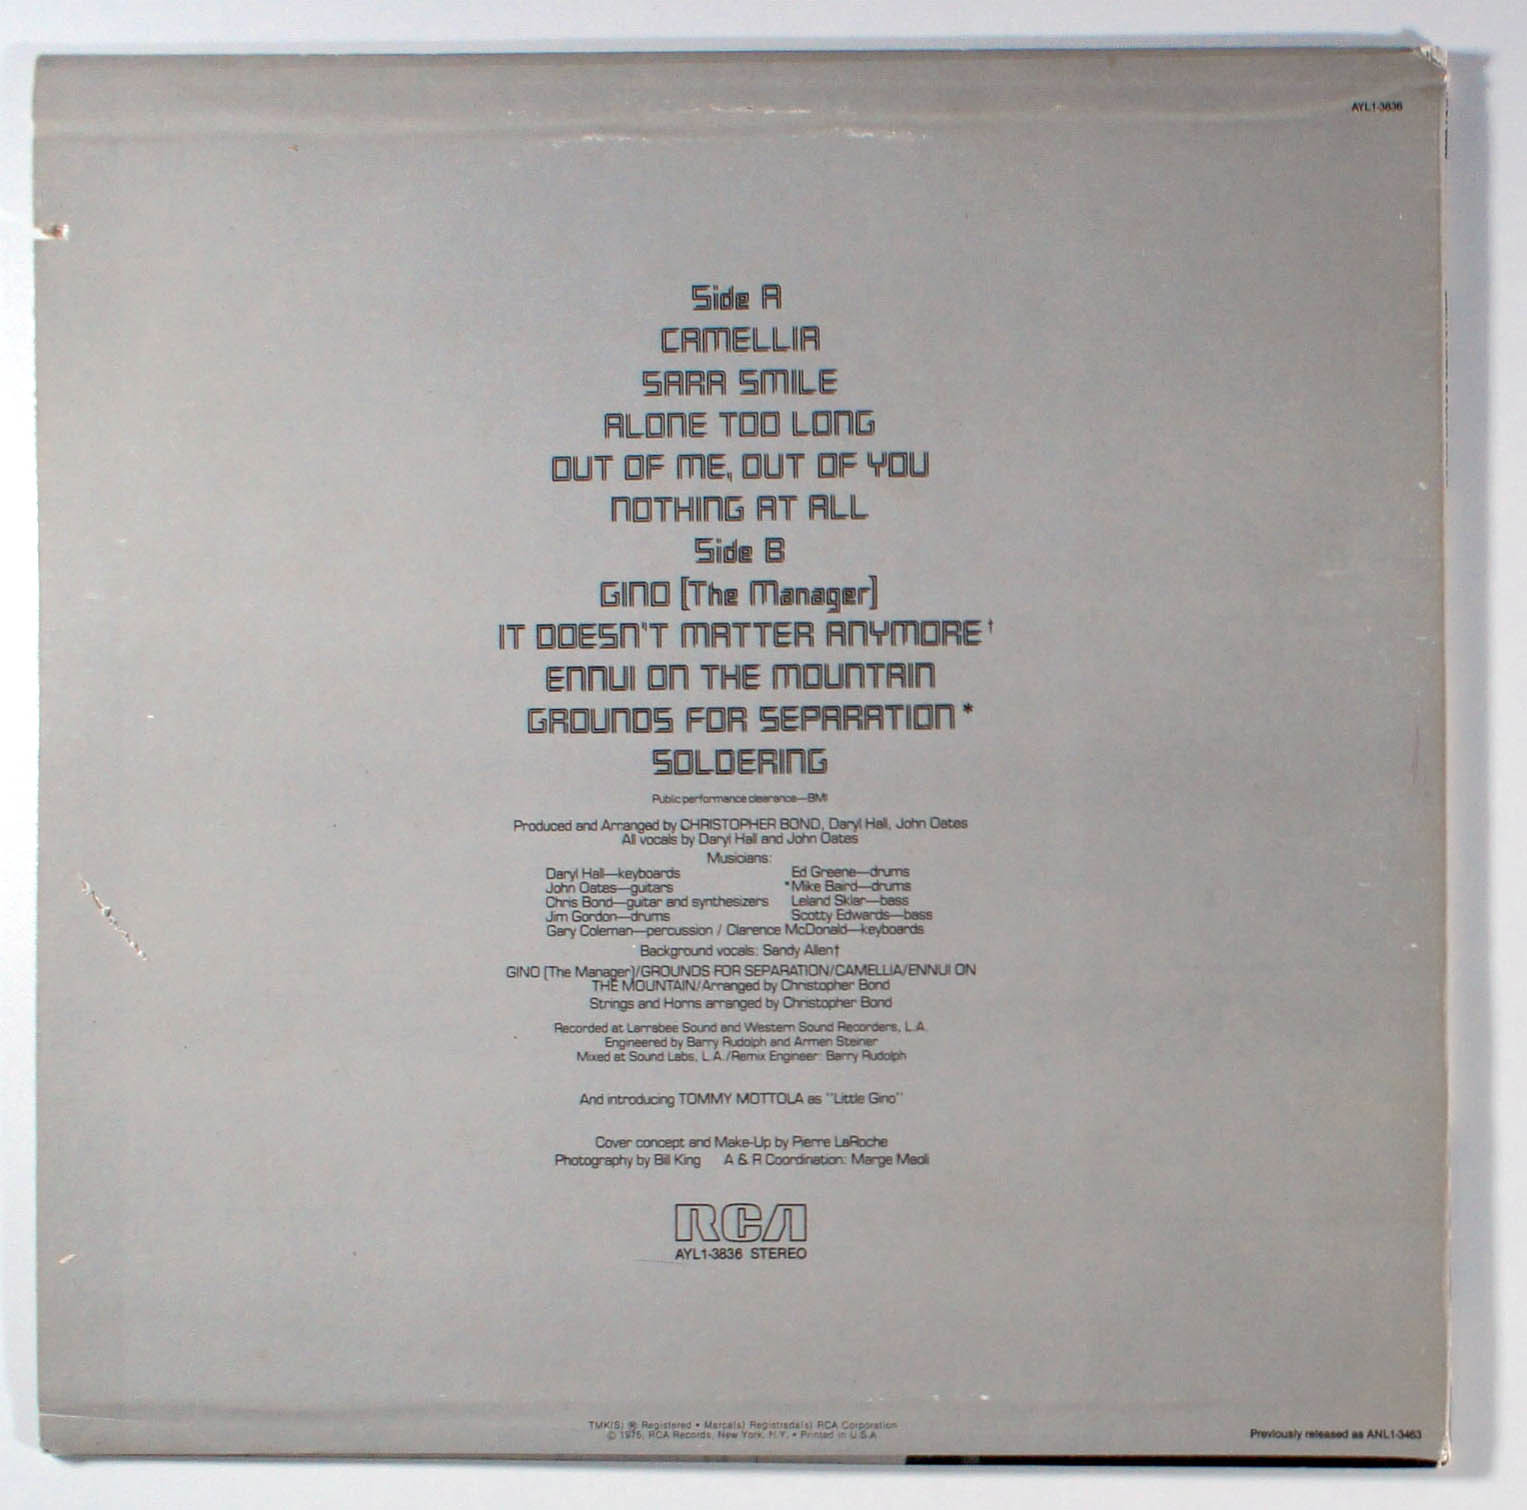 AYL1-3836
Side A
CAMELLIA
SARA SMILE
ALONE TOO LONG
OUT OF ME, OUT OF YOU
NOTHING AT ALL
Side B
GINO [The Manager]
IT DOESN'T MATTER ANYMORE†
ENNUI ON THE MOUNTAIN
GROUNDS FOR SEPARATION*
SOLDERING
Public performance clearance—BMI
Produced and Arranged by CHRISTOPHER BOND, Daryl Hall, John Oates
All vocals by Daryl Hall and John Oates
Musicians:
Daryl Hall—keyboards Ed Greene—drums
John Oates—guitars *Mike Baird—drums
Chris Bond—guitar and synthesizers Leland Sklar—bass
Jim Gordon—drums Scotty Edwards—bass
Gary Coleman—percussion / Clarence McDonald—keyboards
Background vocals: Sandy Allen†
GINO [The Manager]/GROUNDS FOR SEPARATION/CAMELLIA/ENNUI ON
THE MOUNTAIN/Arranged by Christopher Bond
Strings and Horns arranged by Christopher Bond
Recorded at Larrabee Sound and Western Sound Recorders, L.A.
Engineered by Barry Rudolph and Armen Steiner
Mixed at Sound Labs, L.A./Remix Engineer: Barry Rudolph
And introducing TOMMY MOTTOLA as "Little Gino"
Cover concept and Make-Up by Pierre LaRoche
Photography by Bill King A & R Coordination: Marge Meoli
RCA
AYL1-3836 STEREO
TMK(S) ® Registered • Marca(s) Registrada(s) RCA Corporation
© 1975, RCA Records, New York, N.Y. • Printed in U.S.A.
Previously released as ANL1-3463